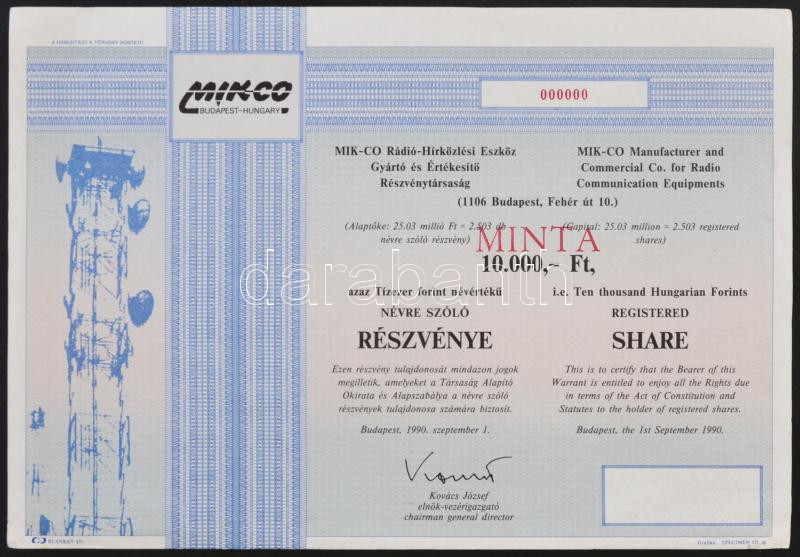 A HAMISÍTÁST A TÖRVÉNY BÜNTETI
MIK-CO
BUDAPEST-HUNGARY
000000
MIK-CO Rádió-Hírközlési Eszköz
Gyártó és Értékesítő
Részvénytársaság
MIK-CO Manufacturer and
Commercial Co. for Radio
Communication Equipments
(1106 Budapest, Fehér út 10.)
(Alaptőke: 25.03 millió Ft = 2.503 db
névre szóló részvény)
(Capital: 25.03 million = 2.503 registered
shares)
MINTA
10.000,~ Ft,
darabanth
azaz Tízezer forint névértékű
i.e. Ten thousand Hungarian Forints
NÉVRE SZÓLÓ
REGISTERED
RÉSZVÉNYE
SHARE
Ezen részvény tulajdonosát mindazon jogok
megilletik, amelyeket a Társaság Alapító
Okirata és Alapszabálya a névre szóló
részvények tulajdonosa számára biztosít.
This is to certify that the Bearer of this
Warrant is entitled to enjoy all the Rights due
in terms of the Act of Constitution and
Statutes to the holder of registered shares.
Budapest, 1990. szeptember 1.
Budapest, the 1st September 1990.
Kovács József
elnök-vezérigazgató
chairman general director
BLANKET kft.
Grafika: SPECIMEN